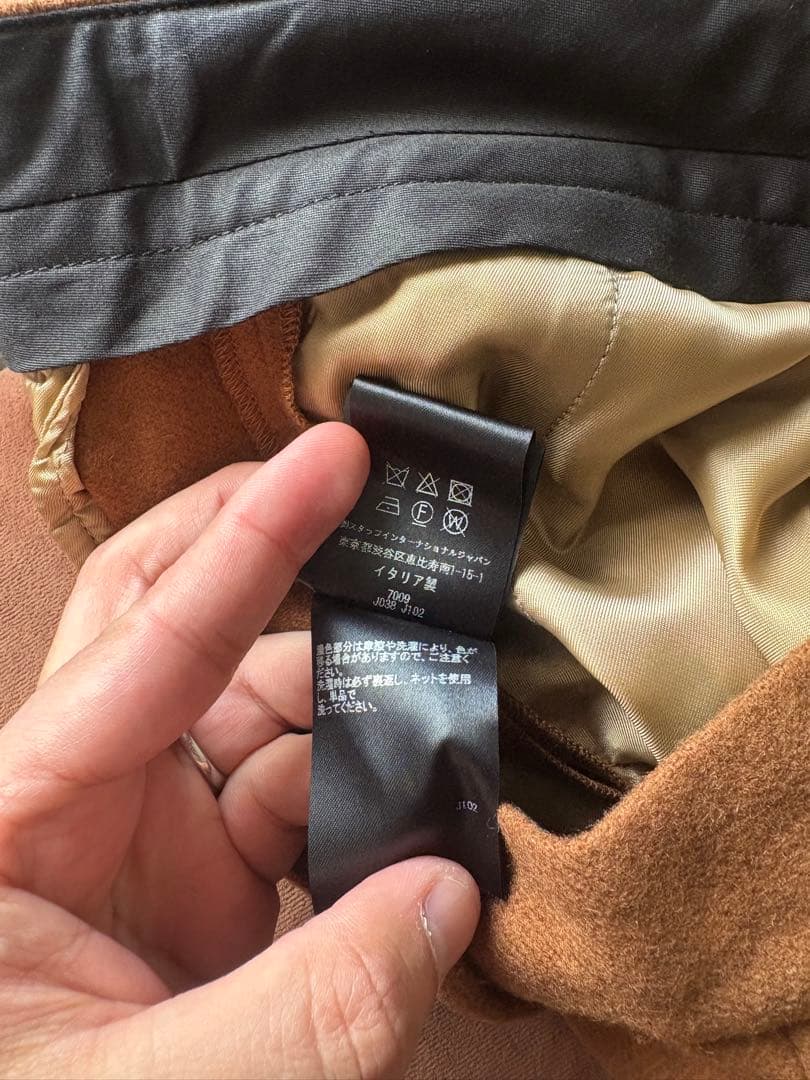 F W
㈱スタッフインターナショナルジャパン
東京都渋谷区恵比寿南1-15-1
イタリア製
7009
J038 J102
濃色部分は摩擦や洗濯により、色が
移る場合がありますので、ご注意く
ださい。
洗濯時は必ず裏返し、ネットを使用
し、単品で
洗ってください。
J102